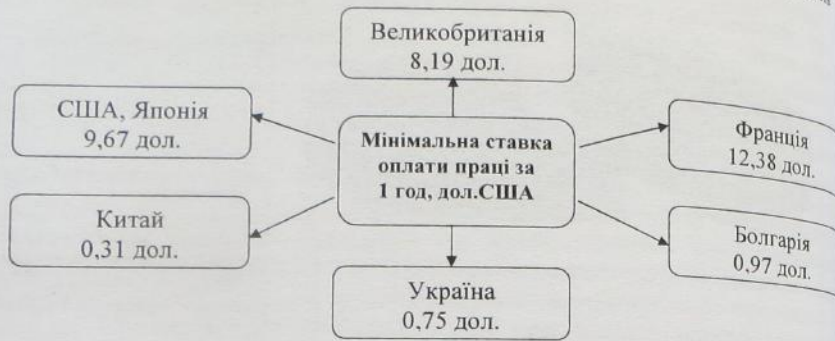 Великобританія
8,19 дол.
США, Японія
9,67 дол.
Мінімальна ставка
оплати праці за
1 год, дол.США
Франція
12,38 дол.
Китай
0,31 дол.
Болгарія
0,97 дол.
Україна
0,75 дол.